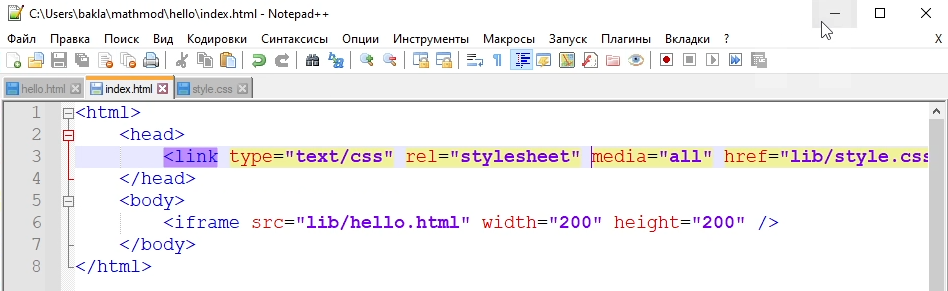 C:\Users\bakla\mathmod\hello\index.html - Notepad++
Файл Правка Поиск Вид Кодировки Синтаксисы Опции Инструменты Макросы Запуск Плагины Вкладки ? X
hello.html index.html style.css
1 <html>
2 <head>
3 <link type="text/css" rel="stylesheet" media="all" href="lib/style.css
4 </head>
5 <body>
6 <iframe src="lib/hello.html" width="200" height="200" />
7 </body>
8 </html>